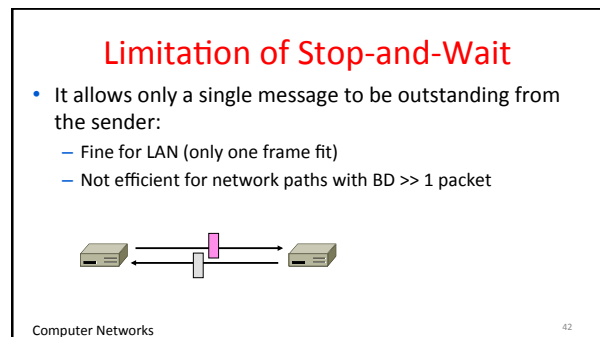 Limitation of Stop-and-Wait
• It allows only a single message to be outstanding from
the sender:
– Fine for LAN (only one frame fit)
– Not efficient for network paths with BD >> 1 packet
Computer Networks
42